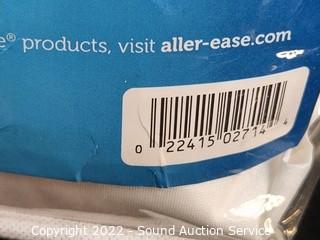 e® products, visit aller-ease.com
0 22415 02714 4
Copyright 2022 - Sound Auction Service